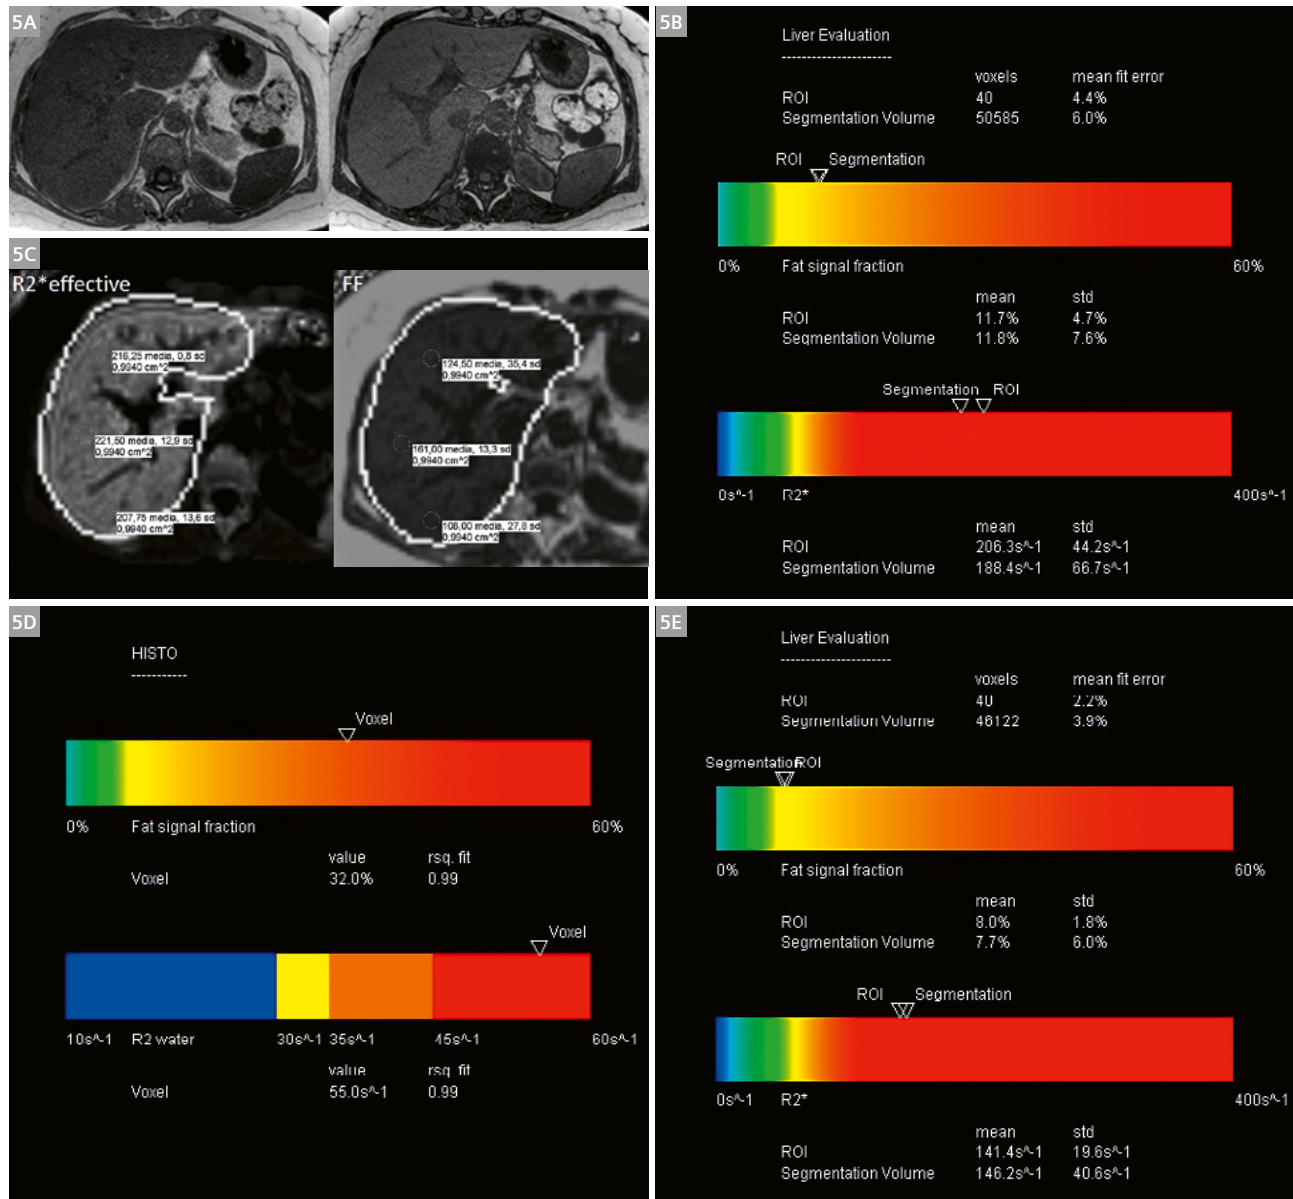 5A
5B
Liver Evaluation
----------------------
voxels mean fit error
ROI 40 4.4%
Segmentation Volume 50585 6.0%
ROI Segmentation
0% Fat signal fraction 60%
mean std
ROI 11.7% 4.7%
Segmentation Volume 11.8% 7.6%
Segmentation ROI
0s^-1 R2* 400s^-1
mean std
ROI 206.3s^-1 44.2s^-1
Segmentation Volume 188.4s^-1 66.7s^-1
5C
R2*effective
FF
216,25 media, 0,8 sd
0,9940 cm^2
221,50 media, 12,9 sd
0,9940 cm^2
207,75 media, 13,6 sd
0,9940 cm^2
124,50 media, 35,4 sd
0,9940 cm^2
161,00 media, 13,3 sd
0,9940 cm^2
108,00 media, 27,8 sd
0,9940 cm^2
5D
HISTO
-----------
Voxel
0% Fat signal fraction 60%
value rsq. fit
Voxel 32.0% 0.99
Voxel
10s^-1 R2 water 30s^-1 35s^-1 45s^-1 60s^-1
value rsq. fit
Voxel 55.0s^-1 0.99
5E
Liver Evaluation
----------------------
voxels mean fit error
ROI 40 2.2%
Segmentation Volume 46122 3.9%
Segmentation ROI
0% Fat signal fraction 60%
mean std
ROI 8.0% 1.8%
Segmentation Volume 7.7% 6.0%
ROI Segmentation
0s^-1 R2* 400s^-1
mean std
ROI 141.4s^-1 19.6s^-1
Segmentation Volume 146.2s^-1 40.6s^-1